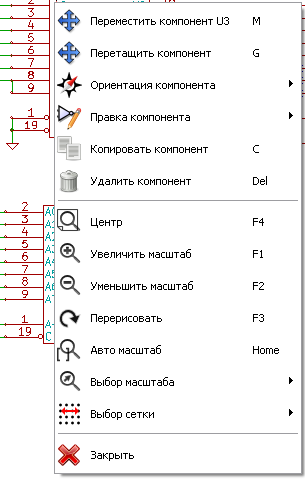 Переместить компонент U3 M
Перетащить компонент G
Ориентация компонента
Правка компонента
Копировать компонент C
Удалить компонент Del
Центр F4
Увеличить масштаб F1
Уменьшить масштаб F2
Перерисовать F3
Авто масштаб Home
Выбор масштаба
Выбор сетки
Закрыть
3
4
5
6
7
8
9
1
19
2 A0
3 A1
4 A2
5 A3
6 A4
7 A5
8 A6
9 A7
1 A-
19 C